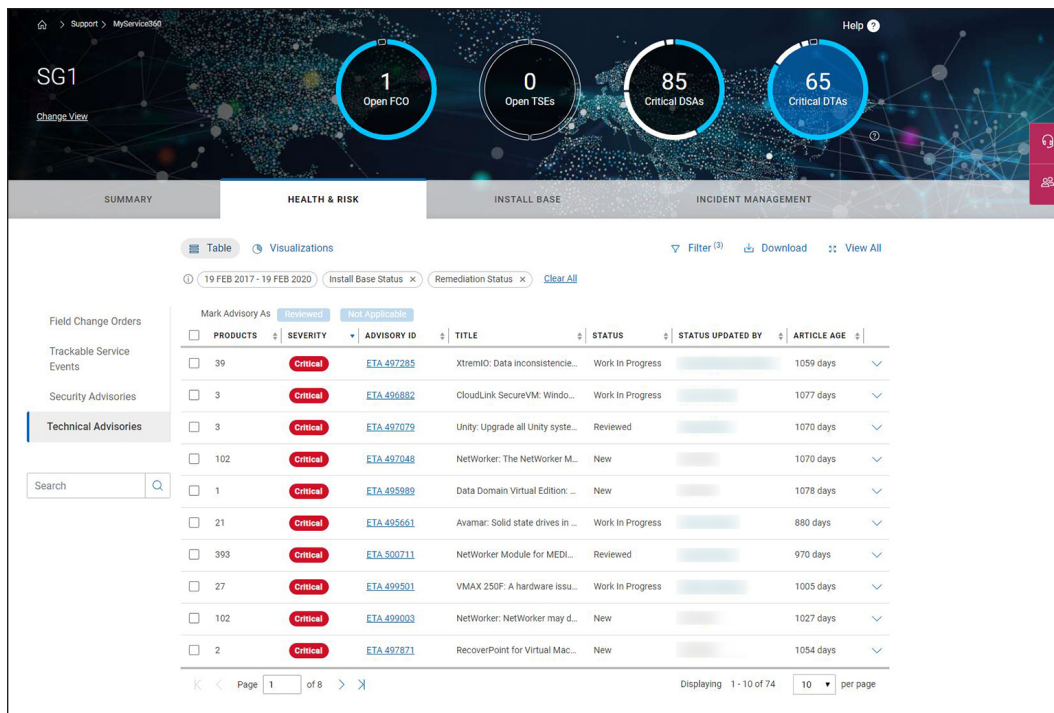 Support > MyService360
Help ?
SG1
Change View
1
Open FCO
0
Open TSEs
85
Critical DSAs
65
Critical DTAs
SUMMARY
HEALTH & RISK
INSTALL BASE
INCIDENT MANAGEMENT
Table
Visualizations
Filter (3)
Download
View All
19 FEB 2017 - 19 FEB 2020
Install Base Status ×
Remediation Status ×
Clear All
Field Change Orders
Trackable Service
Events
Security Advisories
Technical Advisories
Search
Mark Advisory As Reviewed Not Applicable
PRODUCTS SEVERITY ADVISORY ID TITLE STATUS STATUS UPDATED BY ARTICLE AGE
39 Critical ETA 497285 XtremIO: Data inconsistencie... Work In Progress 1059 days
3 Critical ETA 496882 CloudLink SecureVM: Windo... Work In Progress 1077 days
3 Critical ETA 497079 Unity: Upgrade all Unity syste... Reviewed 1070 days
102 Critical ETA 497048 NetWorker: The NetWorker M... New 1070 days
1 Critical ETA 495989 Data Domain Virtual Edition: ... New 1078 days
21 Critical ETA 495661 Avamar: Solid state drives in ... Work In Progress 880 days
393 Critical ETA 500711 NetWorker Module for MEDI... Reviewed 970 days
27 Critical ETA 499501 VMAX 250F: A hardware issu... Work In Progress 1005 days
102 Critical ETA 499003 NetWorker: NetWorker may d... New 1027 days
2 Critical ETA 497871 RecoverPoint for Virtual Mac... New 1054 days
Page 1 of 8
Displaying 1 - 10 of 74 10 per page